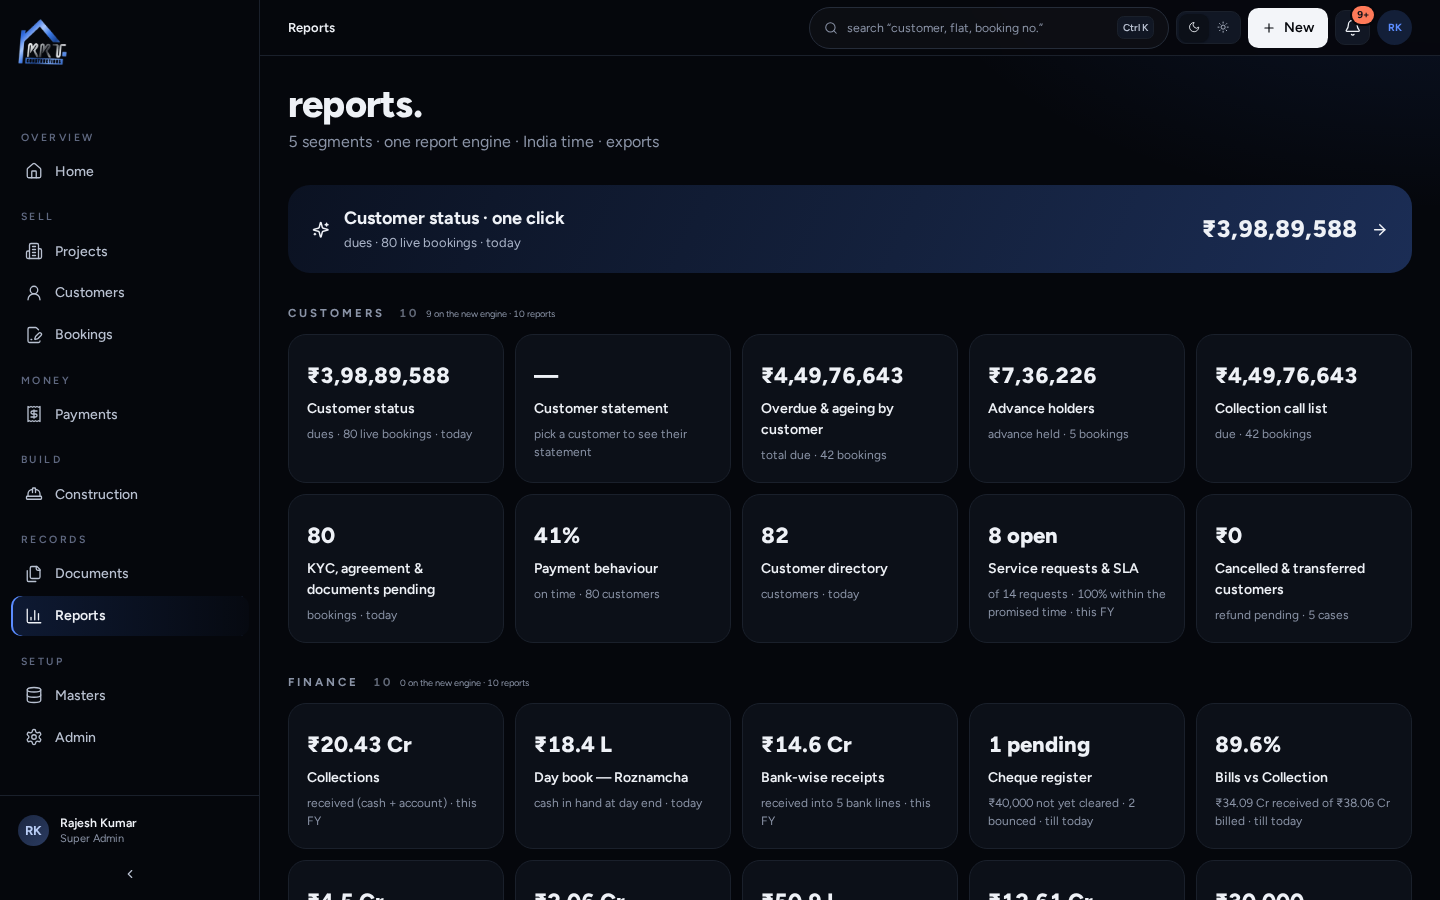 Reports
search “customer, flat, booking no.”
Ctrl K
New
9+
RK
OVERVIEW
Home
SELL
Projects
Customers
Bookings
MONEY
Payments
BUILD
Construction
RECORDS
Documents
Reports
SETUP
Masters
Admin
RK
Rajesh Kumar
Super Admin
reports.
5 segments · one report engine · India time · exports
Customer status · one click
dues · 80 live bookings · today
₹3,98,89,588
CUSTOMERS 10 9 on the new engine · 10 reports
₹3,98,89,588
Customer status
dues · 80 live bookings · today
—
Customer statement
pick a customer to see their
statement
₹4,49,76,643
Overdue & ageing by
customer
total due · 42 bookings
₹7,36,226
Advance holders
advance held · 5 bookings
₹4,49,76,643
Collection call list
due · 42 bookings
80
KYC, agreement &
documents pending
bookings · today
41%
Payment behaviour
on time · 80 customers
82
Customer directory
customers · today
8 open
Service requests & SLA
of 14 requests · 100% within the
promised time · this FY
₹0
Cancelled & transferred
customers
refund pending · 5 cases
FINANCE 10 0 on the new engine · 10 reports
₹20.43 Cr
Collections
received (cash + account) · this
FY
₹18.4 L
Day book — Roznamcha
cash in hand at day end · today
₹14.6 Cr
Bank-wise receipts
received into 5 bank lines · this
FY
1 pending
Cheque register
₹40,000 not yet cleared · 2
bounced · till today
89.6%
Bills vs Collection
₹34.09 Cr received of ₹38.06 Cr
billed · till today